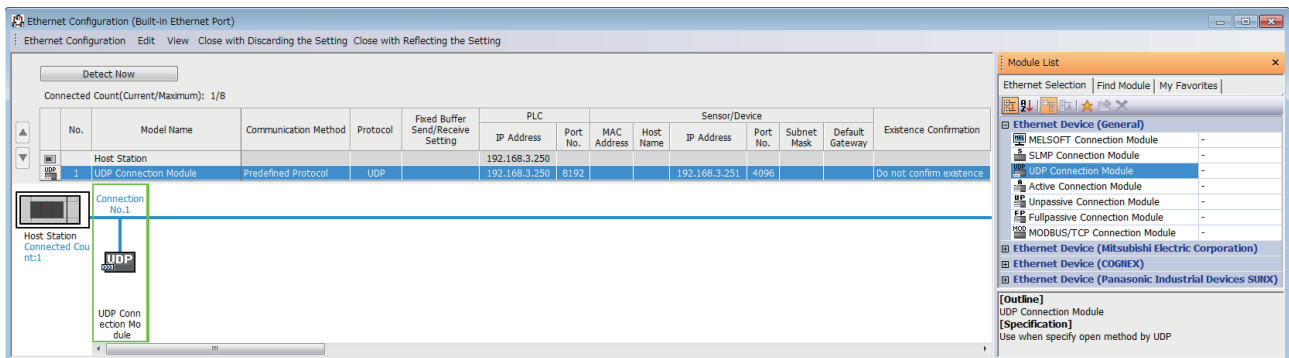 Ethernet Configuration (Built-in Ethernet Port)
Ethernet Configuration Edit View Close with Discarding the Setting Close with Reflecting the Setting
Detect Now
Connected Count(Current/Maximum): 1/8
No. Model Name Communication Method Protocol Fixed Buffer Send/Receive Setting PLC Sensor/Device Existence Confirmation
IP Address Port No. MAC Address Host Name IP Address Port No. Subnet Mask Default Gateway
Host Station 192.168.3.250
UDP 1 UDP Connection Module Predefined Protocol UDP 192.168.3.250 8192 192.168.3.251 4096 Do not confirm existence
Connection
No.1
Host Station
Connected Cou
nt:1
UDP
UDP Conn
ection Mo
dule
Module List
Ethernet Selection Find Module My Favorites
Ethernet Device (General)
MELSOFT Connection Module -
SLMP Connection Module -
UDP Connection Module -
Active Connection Module -
UP Unpassive Connection Module -
FP Fullpassive Connection Module -
MOD MODBUS/TCP Connection Module -
Ethernet Device (Mitsubishi Electric Corporation)
Ethernet Device (COGNEX)
Ethernet Device (Panasonic Industrial Devices SUNX)
[Outline]
UDP Connection Module
[Specification]
Use when specify open method by UDP